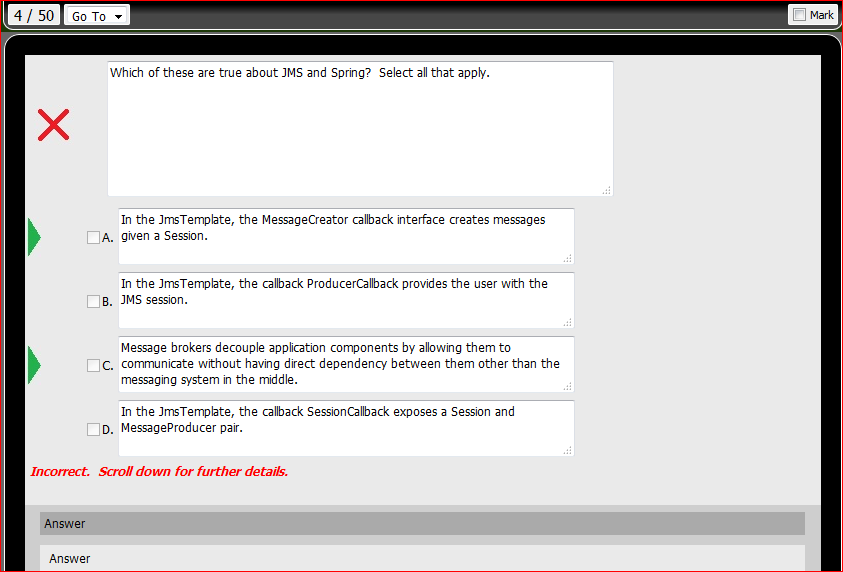 4 / 50 Go To Mark
Which of these are true about JMS and Spring?  Select all that apply.
A. In the JmsTemplate, the MessageCreator callback interface creates messages
given a Session.
B. In the JmsTemplate, the callback ProducerCallback provides the user with the
JMS session.
C. Message brokers decouple application components by allowing them to
communicate without having direct dependency between them other than the
messaging system in the middle.
D. In the JmsTemplate, the callback SessionCallback exposes a Session and
MessageProducer pair.
Incorrect.  Scroll down for further details.
Answer
Answer